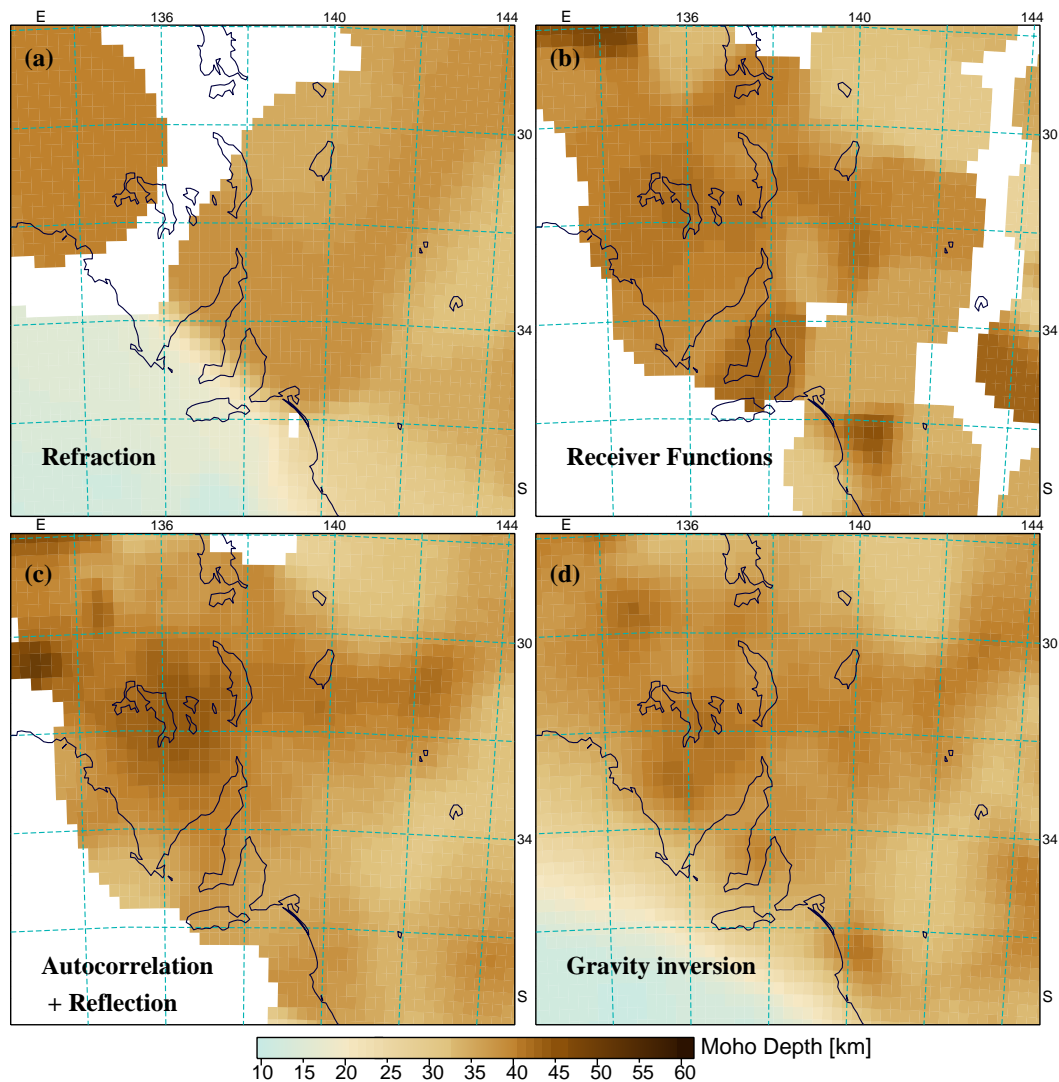 E 136 140 144
(a)
30
34
Refraction
S
E 136 140 144
(b)
30
34
Receiver Functions
S
E 136 140 144
(c)
30
34
Autocorrelation
+ Reflection
S
E 136 140 144
(d)
30
34
Gravity inversion
S
Moho Depth [km]
10 15 20 25 30 35 40 45 50 55 60